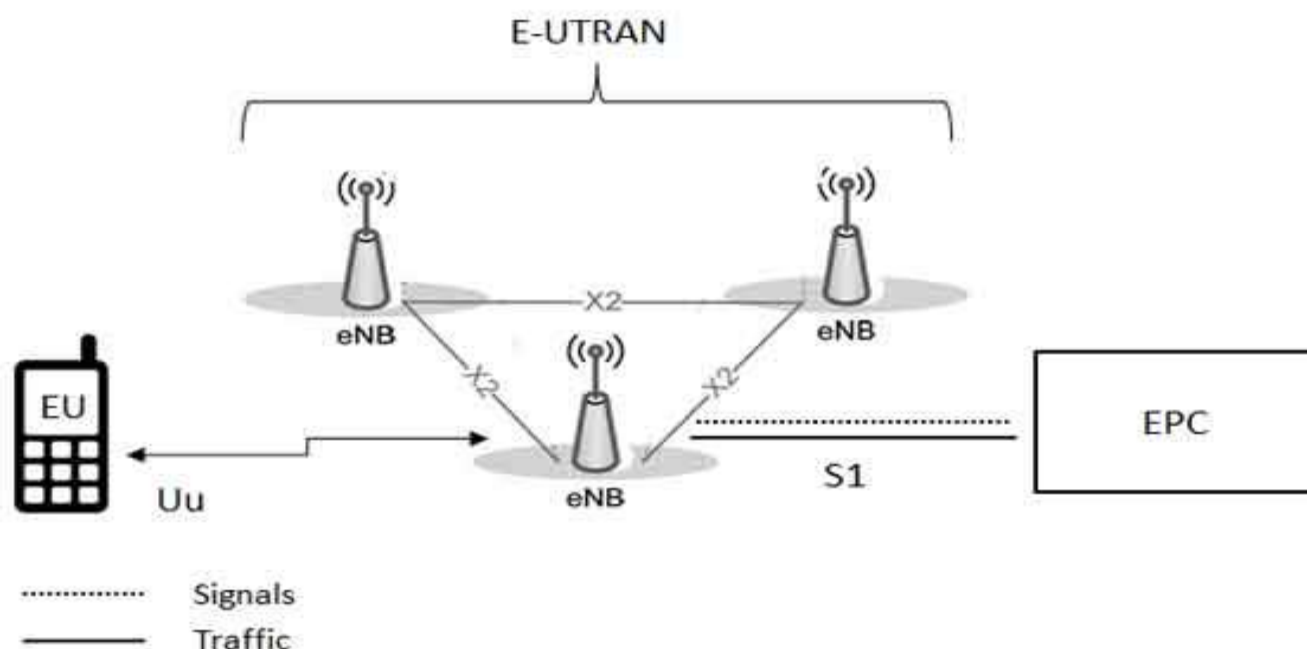 E-UTRAN
X2
eNB
eNB
X2
X2
EU
EPC
Uu
eNB
S1
Signals
Traffic